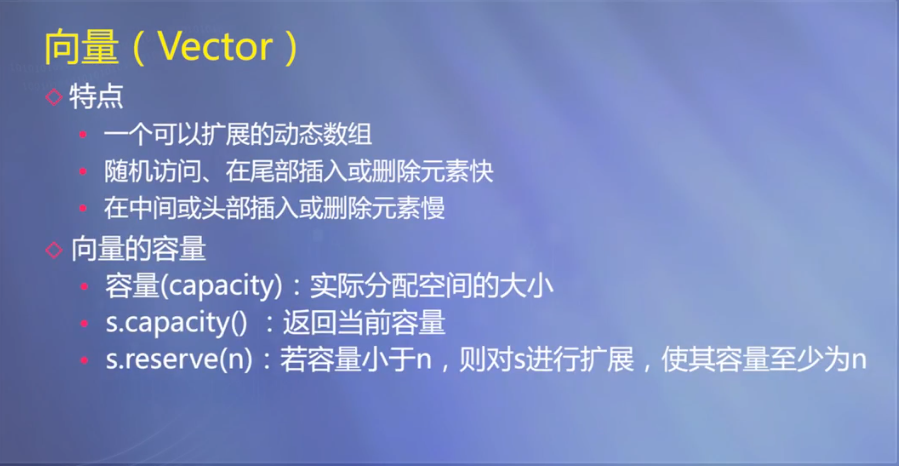 向量（Vector）
特点
一个可以扩展的动态数组
随机访问、在尾部插入或删除元素快
在中间或头部插入或删除元素慢
向量的容量
容量(capacity)：实际分配空间的大小
s.capacity() ：返回当前容量
s.reserve(n)：若容量小于n，则对s进行扩展，使其容量至少为n